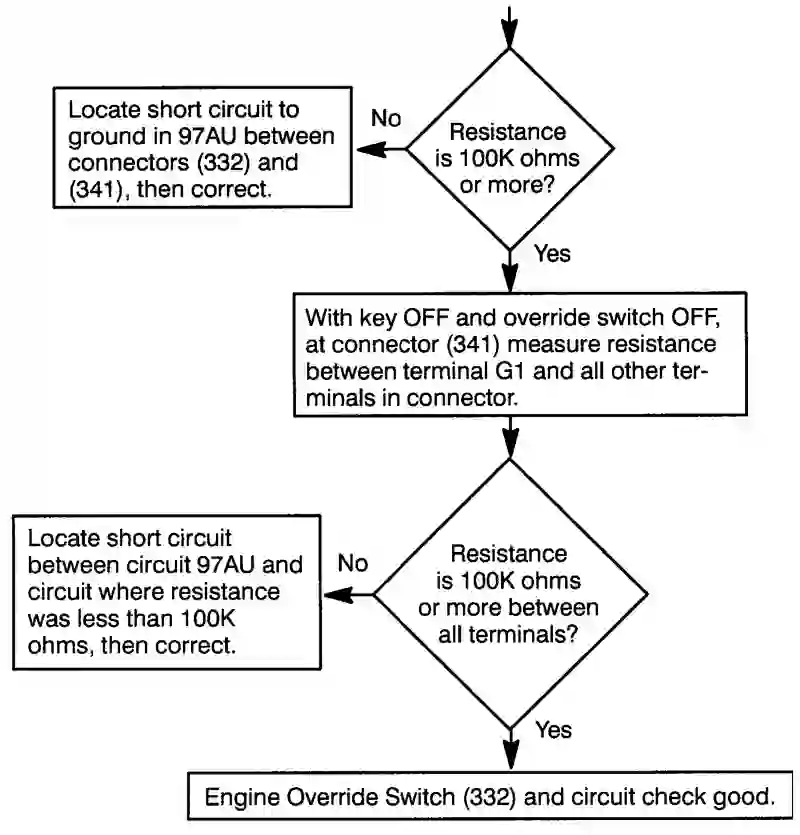 Locate short circuit to
ground in 97AU between
connectors (332) and
(341), then correct.
No
Resistance
is 100K ohms
or more?
Yes
With key OFF and override switch OFF,
at connector (341) measure resistance
between terminal G1 and all other ter-
minals in connector.
Locate short circuit
between circuit 97AU and
circuit where resistance
was less than 100K
ohms, then correct.
No
Resistance
is 100K ohms
or more between
all terminals?
Yes
Engine Override Switch (332) and circuit check good.